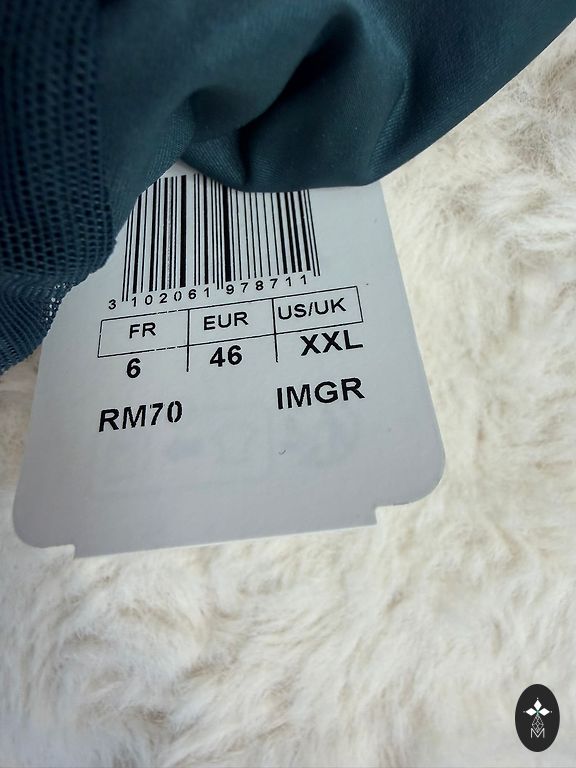 3 102061 978711
FR EUR US/UK
6 46 XXL
RM70 IMGR
M